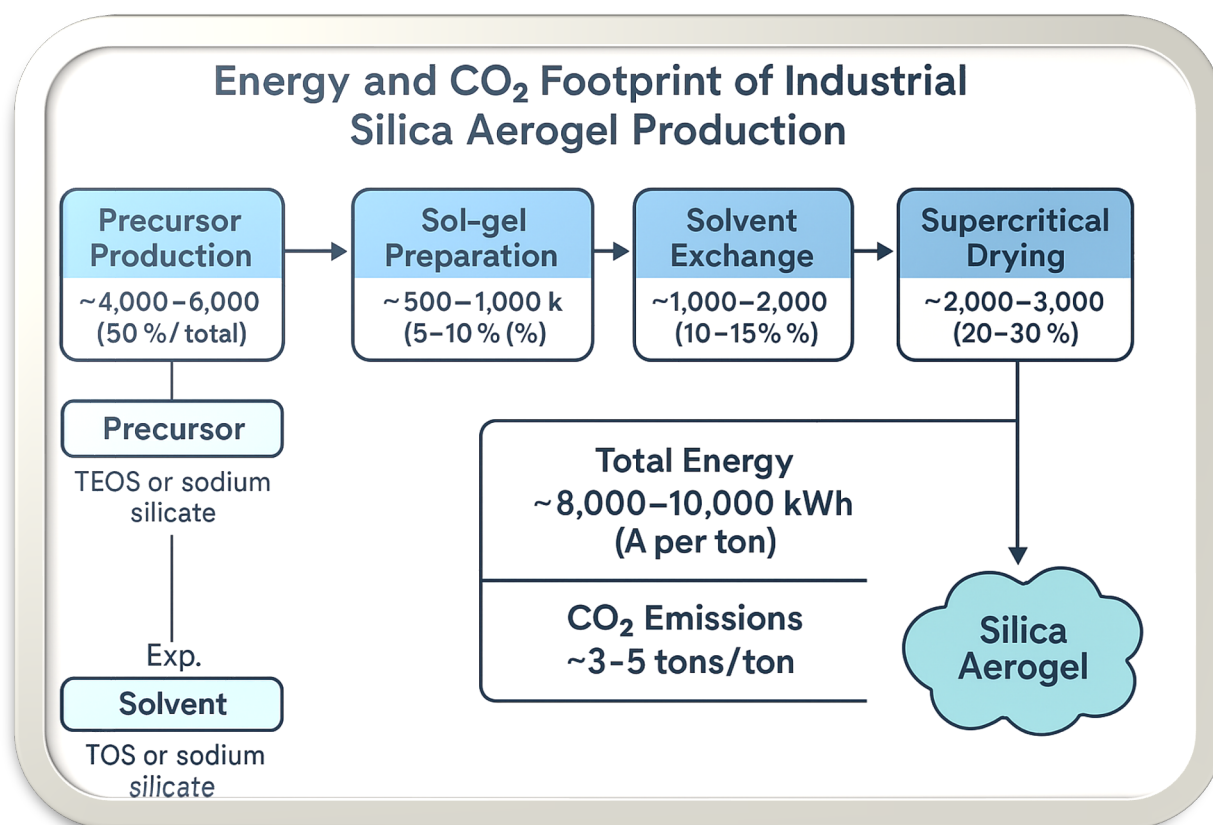 Energy and CO₂ Footprint of Industrial
Silica Aerogel Production
Precursor
Production
~4,000–6,000
(50 %/ total)
Sol-gel
Preparation
~500–1,000 k
(5–10 % (%)
Solvent
Exchange
~1,000–2,000
(10–15% %)
Supercritical
Drying
~2,000–3,000
(20–30 %)
Precursor
TEOS or sodium
silicate
Exp.
Solvent
TOS or sodium
silicate
Total Energy
~8,000–10,000 kWh
(A per ton)
CO₂ Emissions
~3-5 tons/ton
Silica
Aerogel